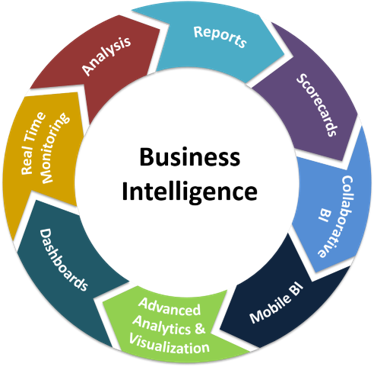 Business
Intelligence
Reports
Scorecards
Collaborative
BI
Mobile BI
Advanced
Analytics &
Visualization
Dashboards
Real Time
Monitoring
Analysis